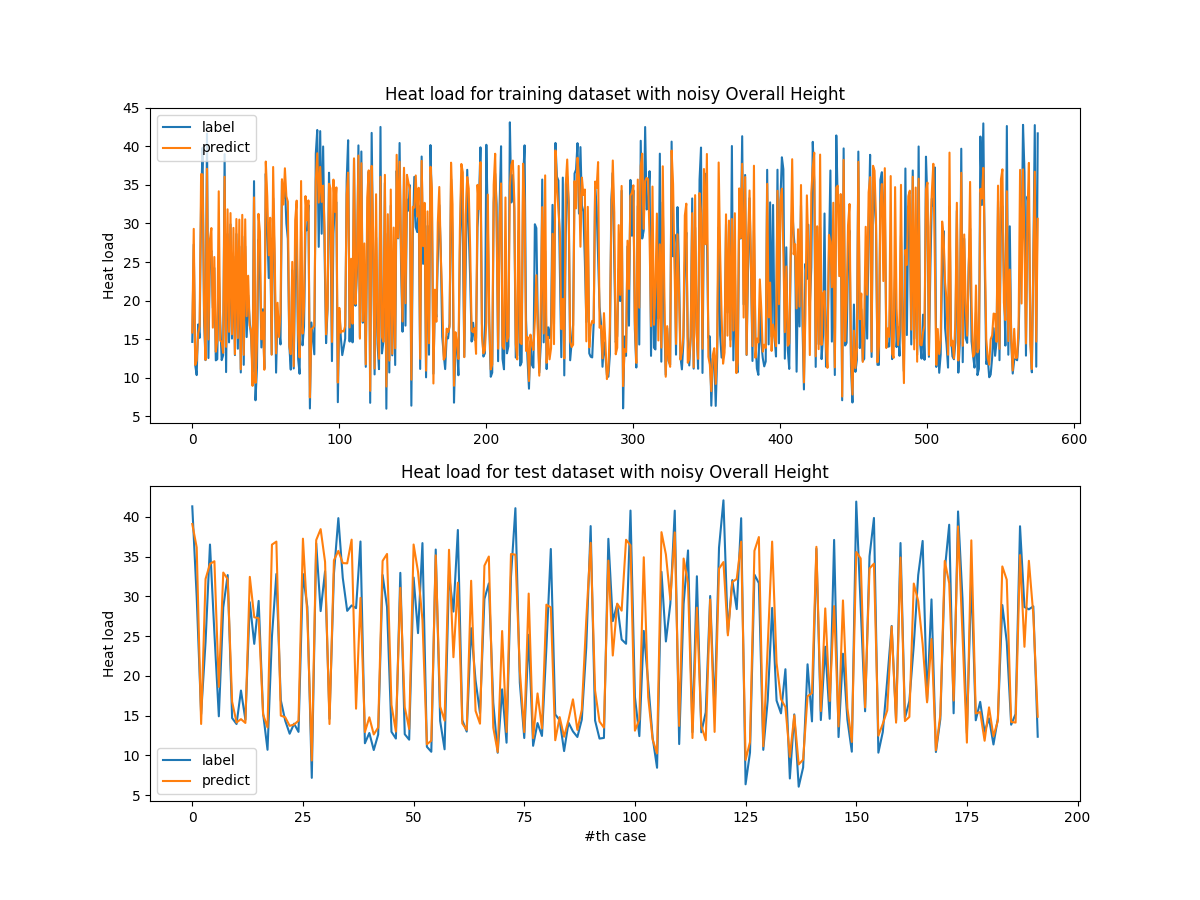 Heat load for training dataset with noisy Overall Height
45
40
35
30
25
20
15
10
5
Heat load
label
predict
0 100 200 300 400 500 600
Heat load for test dataset with noisy Overall Height
40
35
30
25
20
15
10
5
Heat load
label
predict
0 25 50 75 100 125 150 175 200
#th case